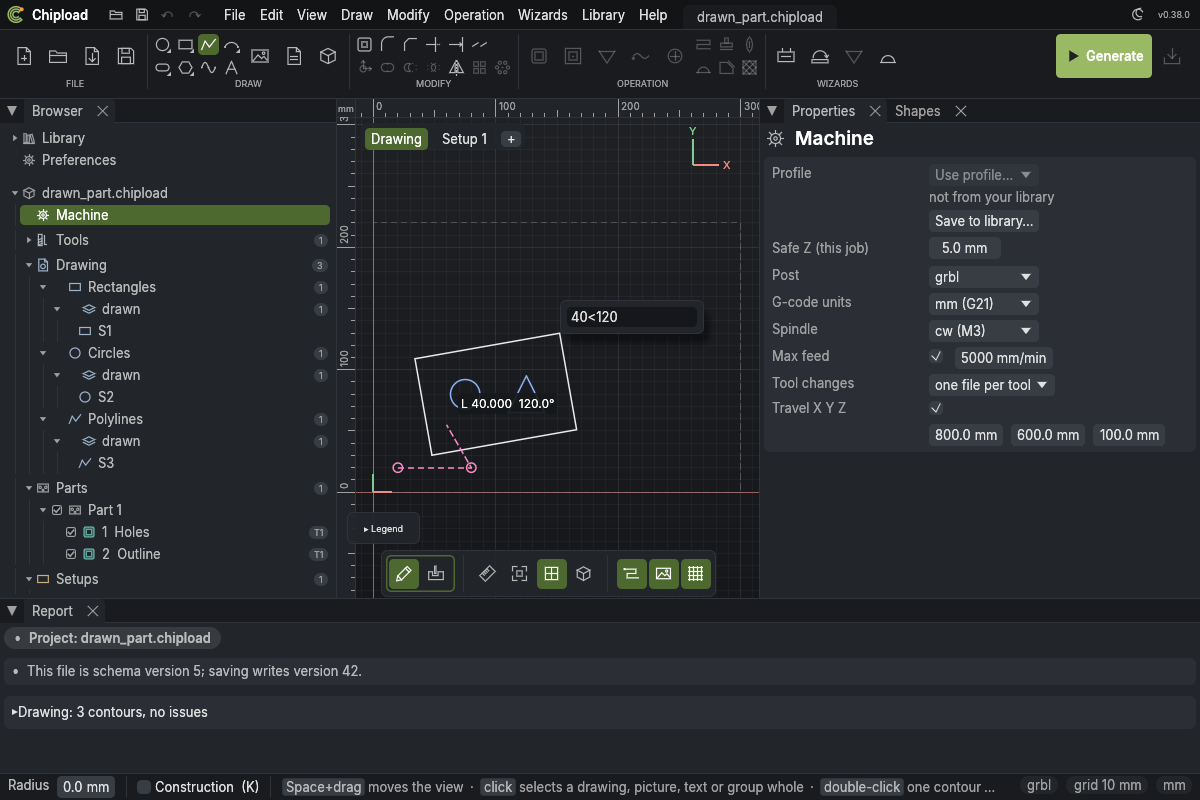 Chipload File Edit View Draw Modify Operation Wizards Library Help drawn_part.chipload v0.38.0
FILE DRAW MODIFY OPERATION WIZARDS
Generate
Browser
Library
Preferences
drawn_part.chipload
Machine
Tools 1
Drawing 3
Rectangles 1
drawn 1
S1
Circles 1
drawn 1
S2
Polylines 1
drawn 1
S3
Parts 1
Part 1
1 Holes T1
2 Outline T1
Setups 1
mm 0 100 200 300
Drawing Setup 1 +
Y
X
200
100
0
40<120
L 40.000 120.0°
Legend
Properties Shapes
Machine
Profile Use profile...
not from your library
Save to library...
Safe Z (this job) 5.0 mm
Post grbl
G-code units mm (G21)
Spindle cw (M3)
Max feed 5000 mm/min
Tool changes one file per tool
Travel X Y Z
800.0 mm 600.0 mm 100.0 mm
Report
• Project: drawn_part.chipload
• This file is schema version 5; saving writes version 42.
Drawing: 3 contours, no issues
Radius 0.0 mm Construction (K) Space+drag moves the view · click selects a drawing, picture, text or group whole · double-click one contour ... grbl grid 10 mm mm